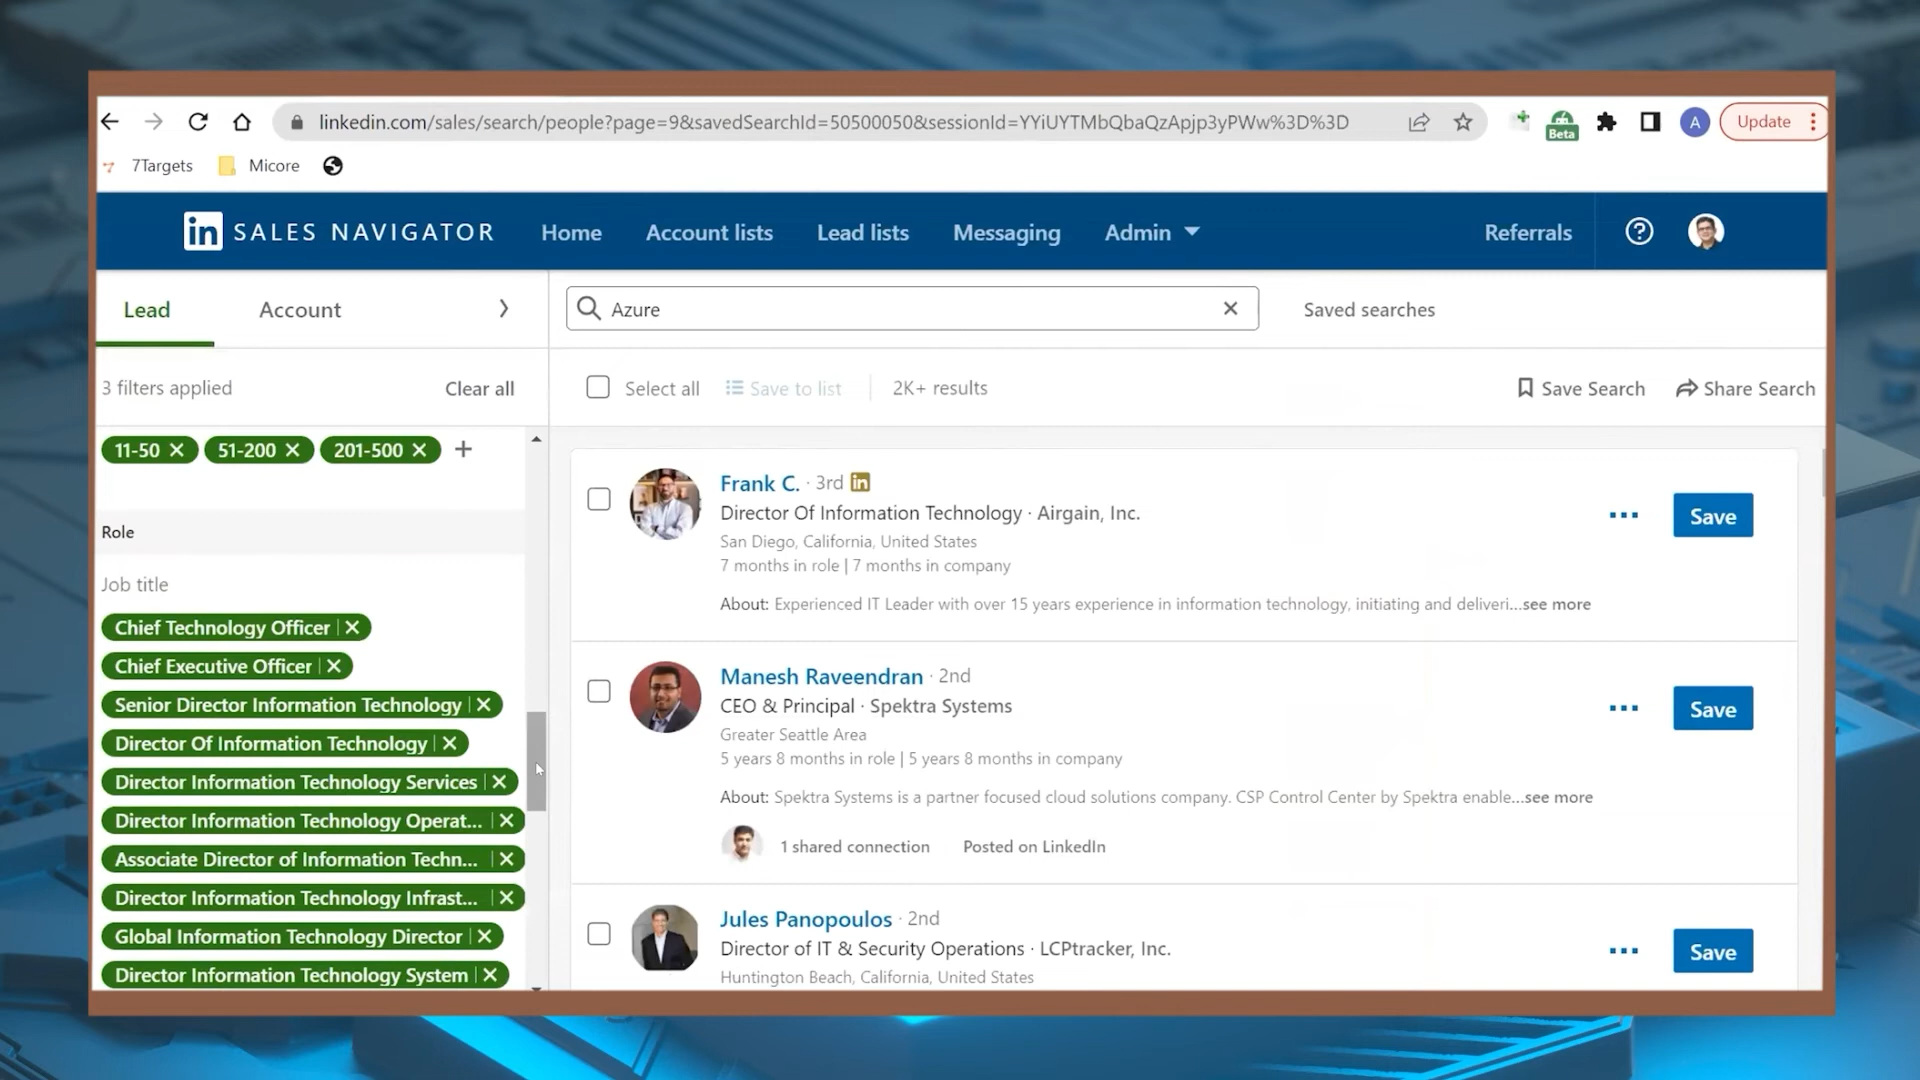 linkedin.com/sales/search/people?page=9&savedSearchId=50500050&sessionId=YYiUYTMbQbaQzApjp3yPWw%3D%3D
Beta
A
Update
7Targets
Micore
in SALES NAVIGATOR
Home
Account lists
Lead lists
Messaging
Admin
Referrals
Lead
Account
Azure
Saved searches
3 filters applied
Clear all
Select all
Save to list
2K+ results
Save Search
Share Search
11-50
51-200
201-500
Role
Job title
Chief Technology Officer
Chief Executive Officer
Senior Director Information Technology
Director Of Information Technology
Director Information Technology Services
Director Information Technology Operat...
Associate Director of Information Techn...
Director Information Technology Infrast...
Global Information Technology Director
Director Information Technology System
Frank C. · 3rd in
Director Of Information Technology · Airgain, Inc.
San Diego, California, United States
7 months in role | 7 months in company
About: Experienced IT Leader with over 15 years experience in information technology, initiating and deliveri...see more
Save
Manesh Raveendran · 2nd
CEO & Principal · Spektra Systems
Greater Seattle Area
5 years 8 months in role | 5 years 8 months in company
About: Spektra Systems is a partner focused cloud solutions company. CSP Control Center by Spektra enable...see more
1 shared connection
Posted on LinkedIn
Save
Jules Panopoulos · 2nd
Director of IT & Security Operations · LCPtracker, Inc.
Huntington Beach, California, United States
Save